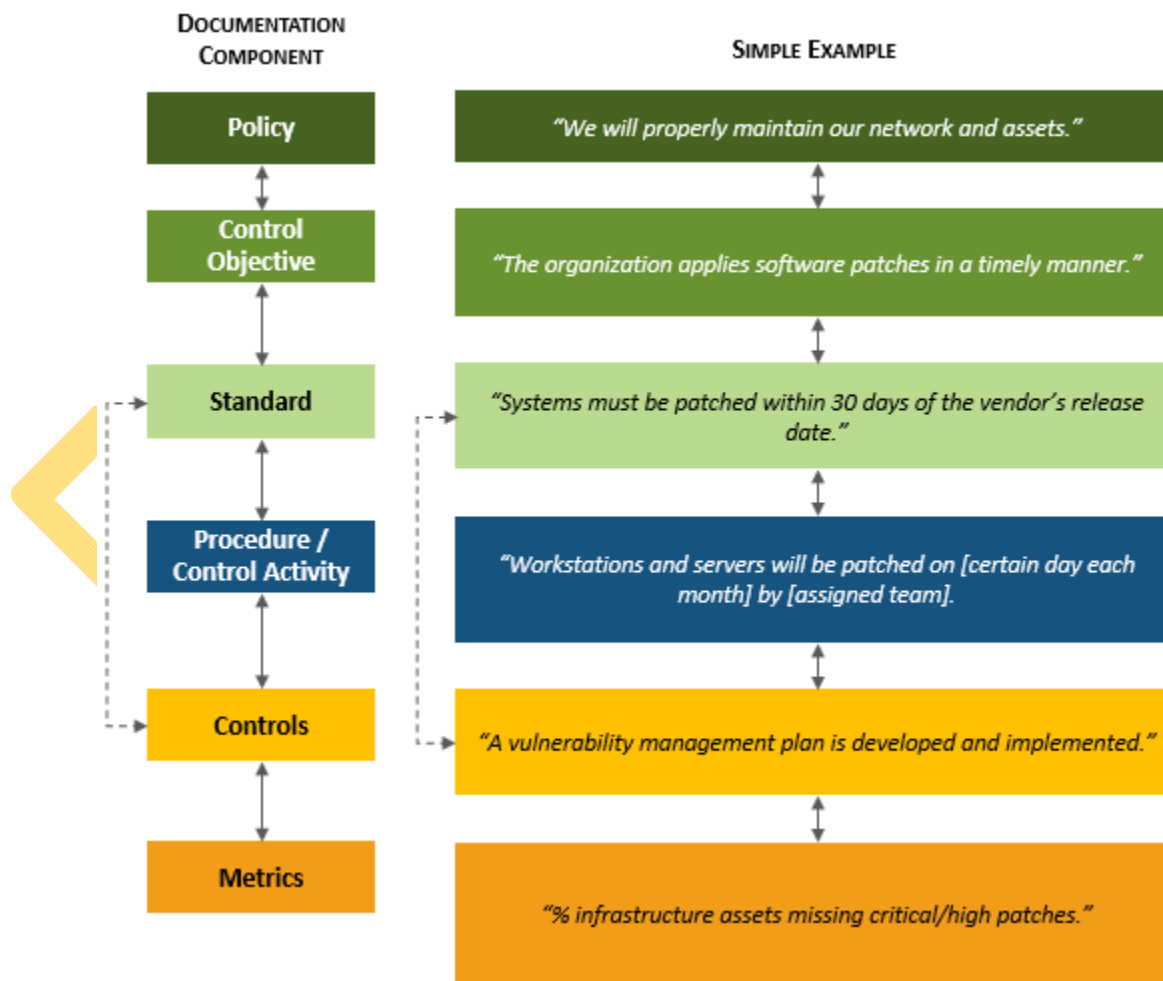 DOCUMENTATION
COMPONENT
SIMPLE EXAMPLE
Policy
“We will properly maintain our network and assets.”
Control
Objective
“The organization applies software patches in a timely manner.”
Standard
“Systems must be patched within 30 days of the vendor’s release
date.”
Procedure /
Control Activity
“Workstations and servers will be patched on [certain day each
month] by [assigned team].
Controls
“A vulnerability management plan is developed and implemented.”
Metrics
“% infrastructure assets missing critical/high patches.”